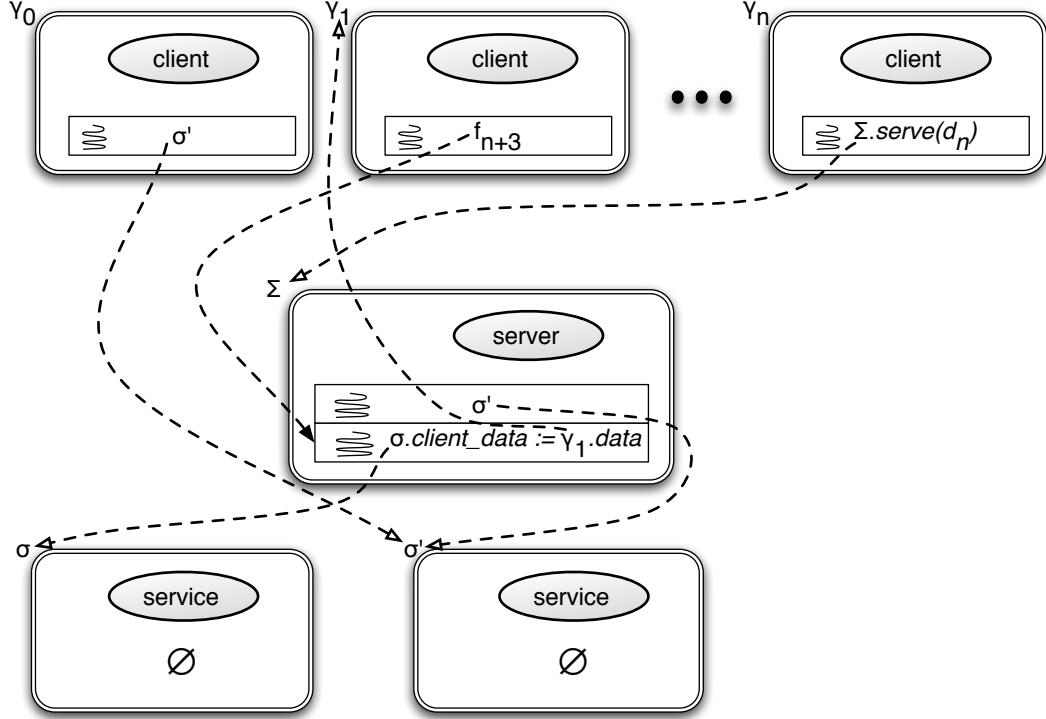 γ0 γ1 γn
client client client
σ' fn+3 Σ.serve(dn)
Σ
server
σ'
σ.client_data := γ1.data
σ σ'
service service
∅ ∅